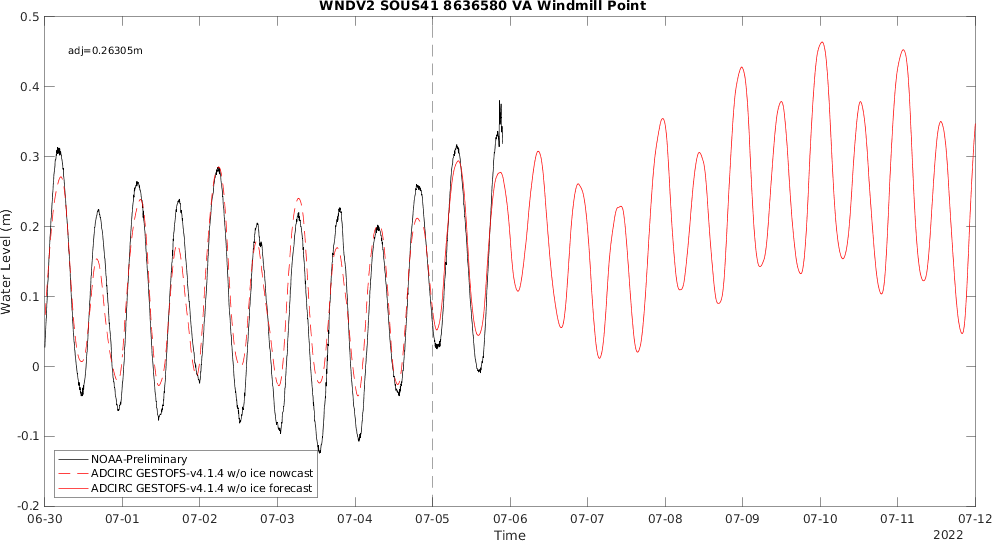 WNDV2 SOUS41 8636580 VA Windmill Point
adj=0.26305m
0.5
0.4
0.3
0.2
0.1
0
-0.1
-0.2
Water Level (m)
NOAA-Preliminary
ADCIRC GESTOFS-v4.1.4 w/o ice nowcast
ADCIRC GESTOFS-v4.1.4 w/o ice forecast
06-30 07-01 07-02 07-03 07-04 07-05 07-06 07-07 07-08 07-09 07-10 07-11 07-12
Time
2022